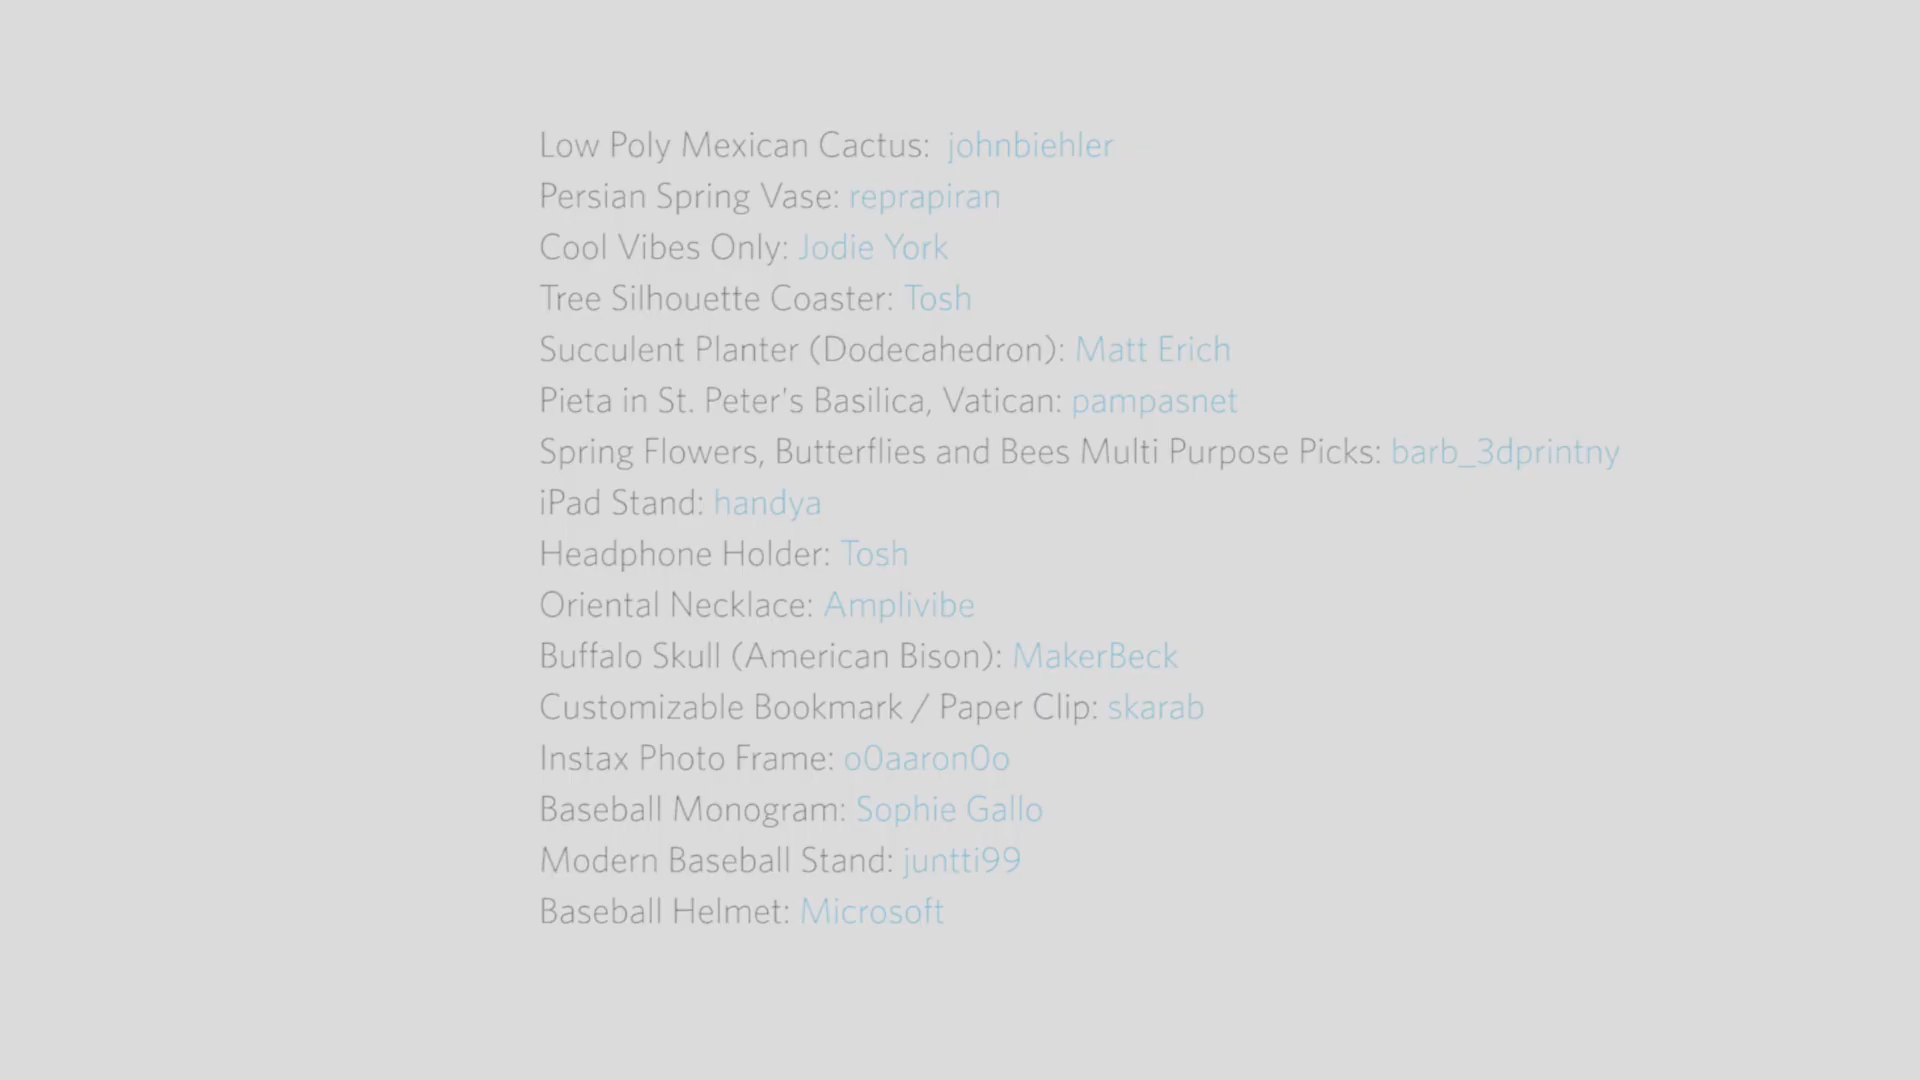 Low Poly Mexican Cactus: johnbiehler
Persian Spring Vase: reprapiran
Cool Vibes Only: Jodie York
Tree Silhouette Coaster: Tosh
Succulent Planter (Dodecahedron): Matt Erich
Pieta in St. Peter's Basilica, Vatican: pampasnet
Spring Flowers, Butterflies and Bees Multi Purpose Picks: barb_3dprintny
iPad Stand: handya
Headphone Holder: Tosh
Oriental Necklace: Amplivibe
Buffalo Skull (American Bison): MakerBeck
Customizable Bookmark / Paper Clip: skarab
Instax Photo Frame: o0aaron0o
Baseball Monogram: Sophie Gallo
Modern Baseball Stand: juntti99
Baseball Helmet: Microsoft